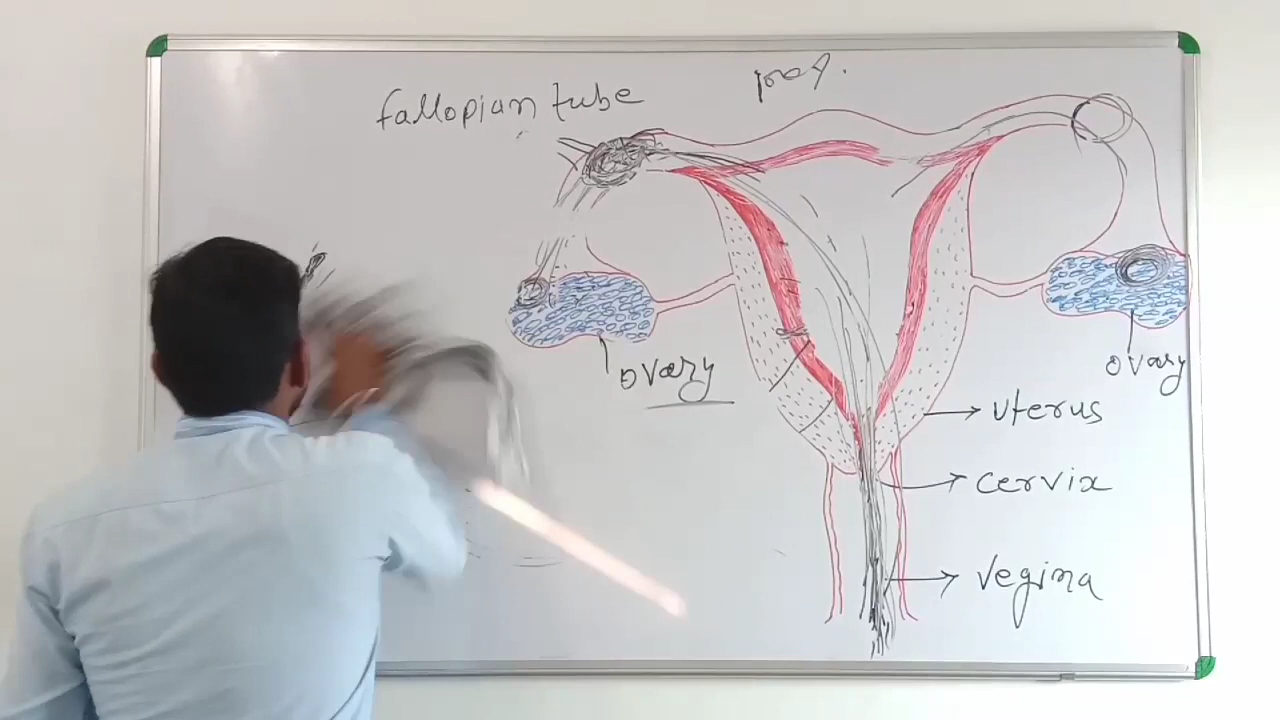 fallopian tube
ovary
ovary
uterus
cervix
vegina